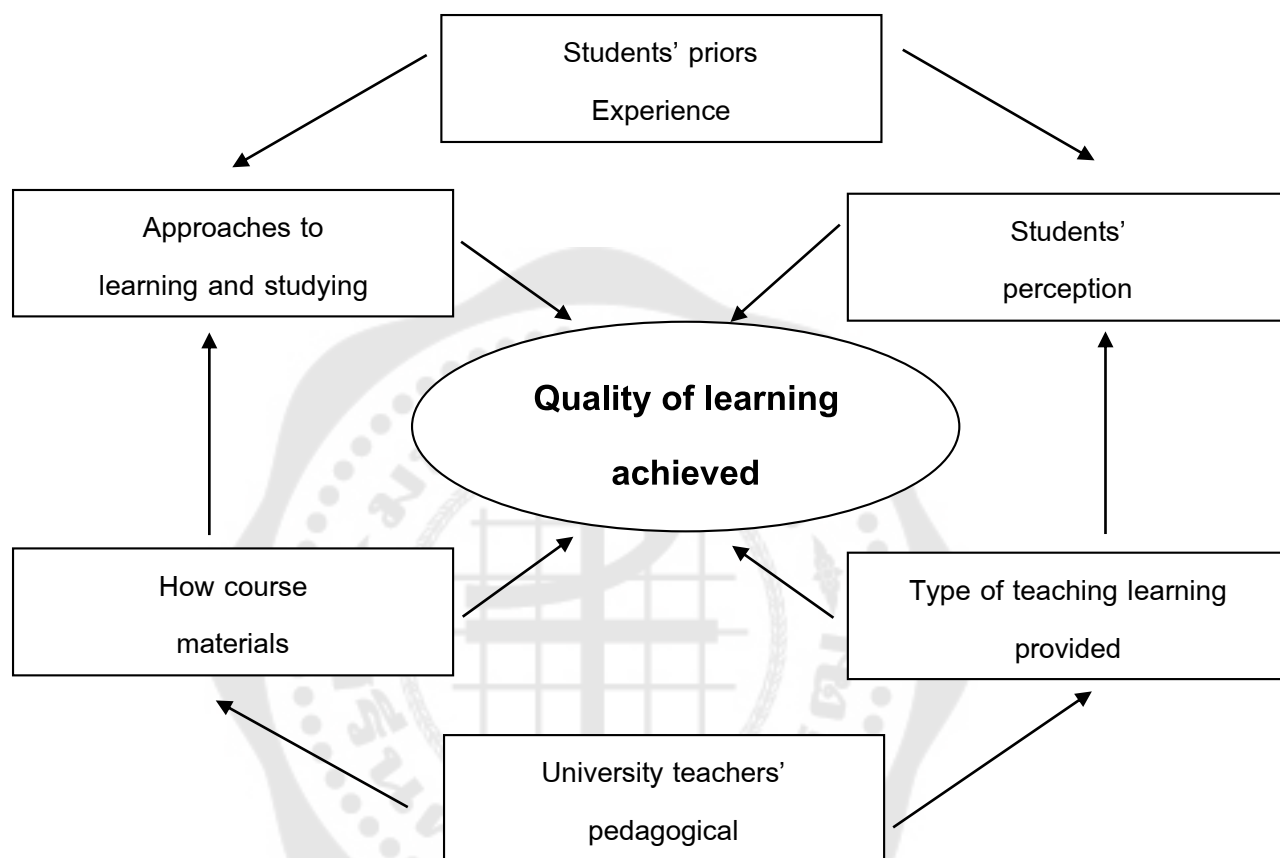 Students’ priors
Experience
Approaches to
learning and studying
Students’
perception
Quality of learning
achieved
How course
materials
Type of teaching learning
provided
University teachers’
pedagogical